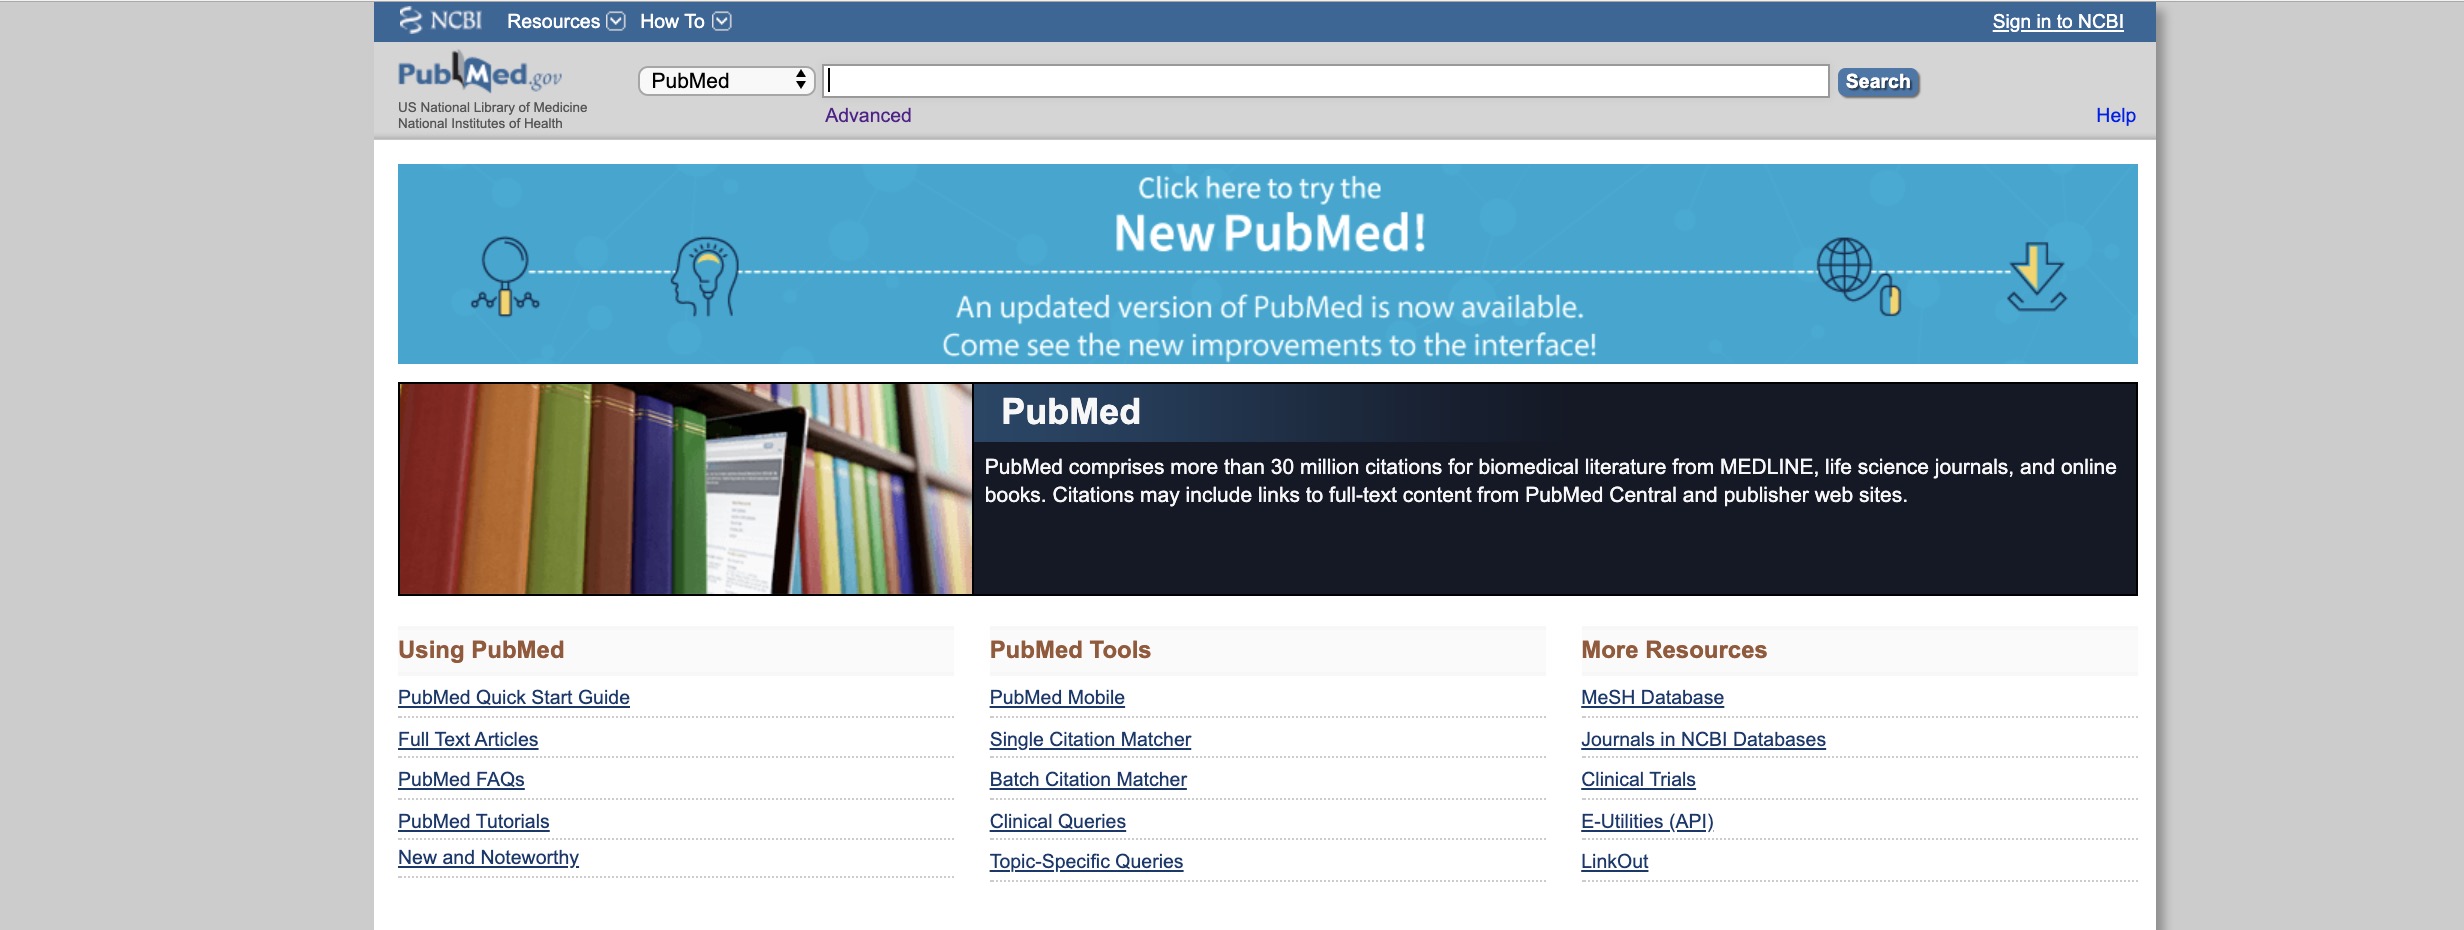 NCBI Resources How To Sign in to NCBI
PubMed.gov
US National Library of Medicine
National Institutes of Health
PubMed
Search
Advanced
Help
Click here to try the
New PubMed!
An updated version of PubMed is now available.
Come see the new improvements to the interface!
PubMed
PubMed comprises more than 30 million citations for biomedical literature from MEDLINE, life science journals, and online
books. Citations may include links to full-text content from PubMed Central and publisher web sites.
Using PubMed
PubMed Quick Start Guide
Full Text Articles
PubMed FAQs
PubMed Tutorials
New and Noteworthy
PubMed Tools
PubMed Mobile
Single Citation Matcher
Batch Citation Matcher
Clinical Queries
Topic-Specific Queries
More Resources
MeSH Database
Journals in NCBI Databases
Clinical Trials
E-Utilities (API)
LinkOut